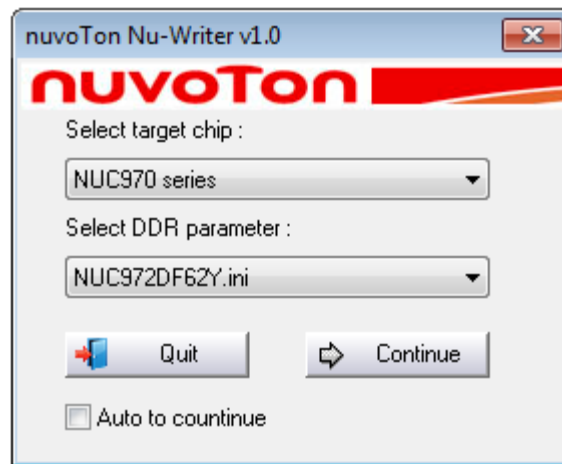 nuvoTon Nu-Writer v1.0
nuvoTon
Select target chip :
NUC970 series
Select DDR parameter :
NUC972DF62Y.ini
Quit
Continue
Auto to countinue